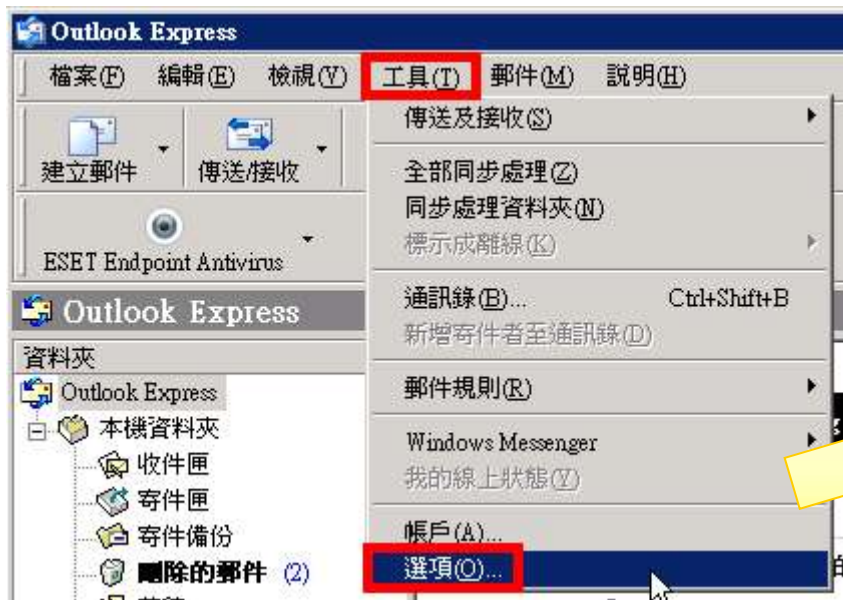 Outlook Express
檔案(F) 編輯(E) 檢視(V) 工具(T) 郵件(M) 説明(H)
建立郵件 傳送/接收
ESET Endpoint Antivirus
Outlook Express
資料夾
Outlook Express
本機資料夾
收件匣
寄件匣
寄件備份
刪除的郵件 (2)
傳送及接收(S)
全部同步處理(Z)
同步處理資料夾(N)
標示成離線(K)
通訊錄(B)... Ctrl+Shift+B
新增寄件者至通訊錄(D)
郵件規則(R)
Windows Messenger
我的線上狀態(Y)
帳戶(A)...
選項(O)...